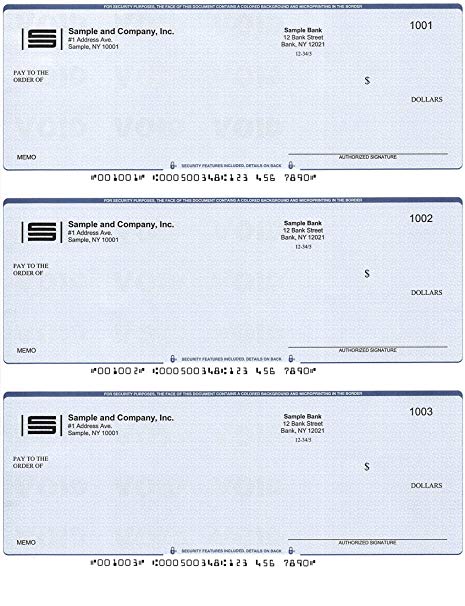 FOR SECURITY PURPOSES, THE FACE OF THIS DOCUMENT CONTAINS A COLORED BACKGROUND AND MICROPRINTING IN THE BORDER
Sample and Company, Inc.
#1 Address Ave.
Sample, NY 10001
Sample Bank
12 Bank Street
Bank, NY 12021
12-34/5
1001
PAY TO THE
ORDER OF
$
DOLLARS
VOID VOID VOID
MEMO
AUTHORIZED SIGNATURE
SECURITY FEATURES INCLUDED, DETAILS ON BACK
⑈001001⑈ ⑆000500348⑆123 456 7890⑈
FOR SECURITY PURPOSES, THE FACE OF THIS DOCUMENT CONTAINS A COLORED BACKGROUND AND MICROPRINTING IN THE BORDER
Sample and Company, Inc.
#1 Address Ave.
Sample, NY 10001
Sample Bank
12 Bank Street
Bank, NY 12021
12-34/5
1002
PAY TO THE
ORDER OF
$
DOLLARS
MEMO
AUTHORIZED SIGNATURE
SECURITY FEATURES INCLUDED, DETAILS ON BACK
⑈001002⑈ ⑆000500348⑆123 456 7890⑈
FOR SECURITY PURPOSES, THE FACE OF THIS DOCUMENT CONTAINS A COLORED BACKGROUND AND MICROPRINTING IN THE BORDER
Sample and Company, Inc.
#1 Address Ave.
Sample, NY 10001
Sample Bank
12 Bank Street
Bank, NY 12021
12-34/5
1003
PAY TO THE
ORDER OF
$
DOLLARS
MEMO
AUTHORIZED SIGNATURE
SECURITY FEATURES INCLUDED, DETAILS ON BACK
⑈001003⑈ ⑆000500348⑆123 456 7890⑈